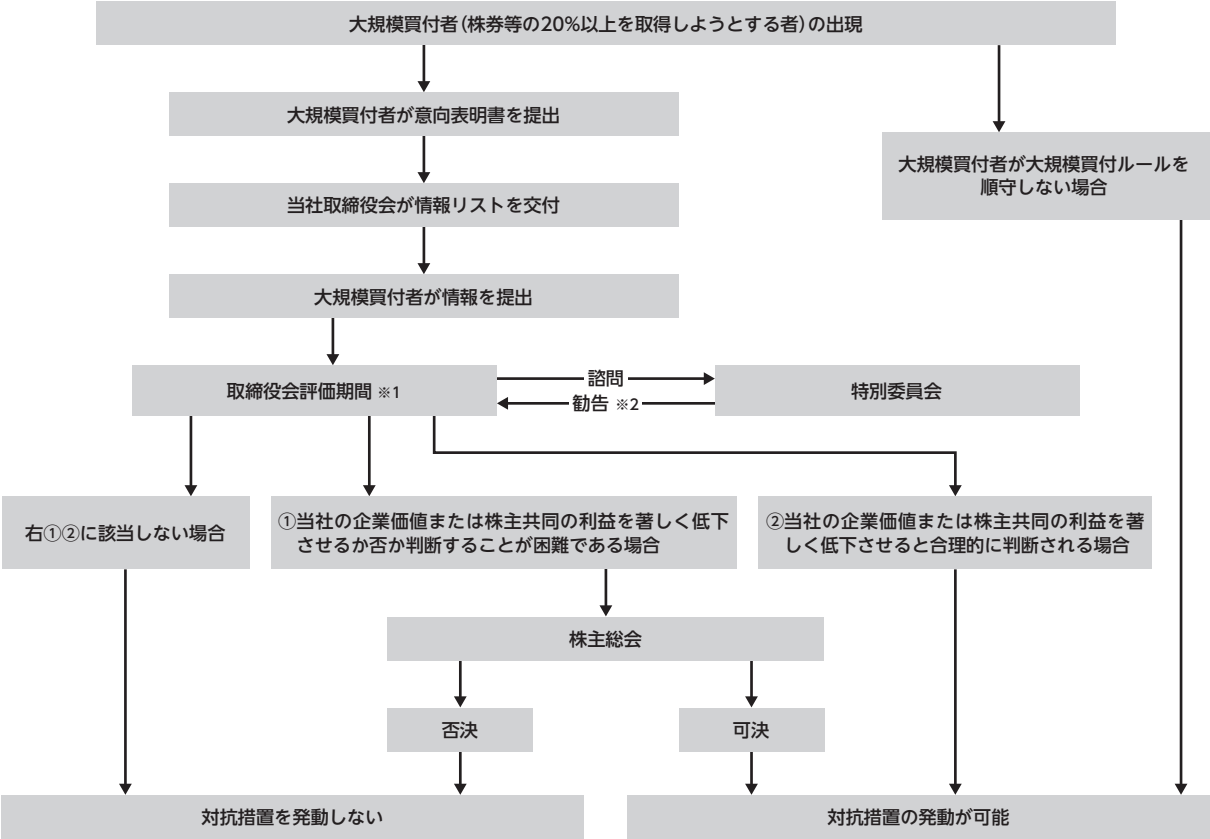 大規模買付者(株券等の20%以上を取得しようとする者)の出現
大規模買付者が意向表明書を提出
大規模買付者が大規模買付ルールを
順守しない場合
当社取締役会が情報リストを交付
大規模買付者が情報を提出
取締役会評価期間 ※1
諮問
勧告 ※2
特別委員会
右①②に該当しない場合
①当社の企業価値または株主共同の利益を著しく低下
させるか否か判断することが困難である場合
②当社の企業価値または株主共同の利益を著
しく低下させると合理的に判断される場合
株主総会
否決
可決
対抗措置を発動しない
対抗措置の発動が可能